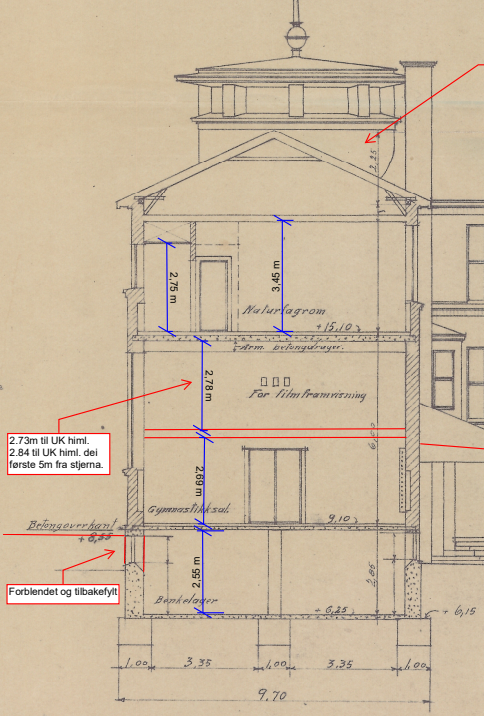 2,25
2,75 m
3,45 m
Naturfagrom
+15,10
Arm. betongdrager.
2,78 m
For filmframvisning
2.73m til UK himl.
2.84 til UK himl. dei
første 5m fra stjerna.
2,69 m
Gymnastikksal.
9,10
Betongoverkant
+8,55
Forblendet og tilbakefylt
2,55 m
2,85
Benkelager
+6,25
+ 6,15
1.00
3.35
1,00
3,35
1,00
9,70